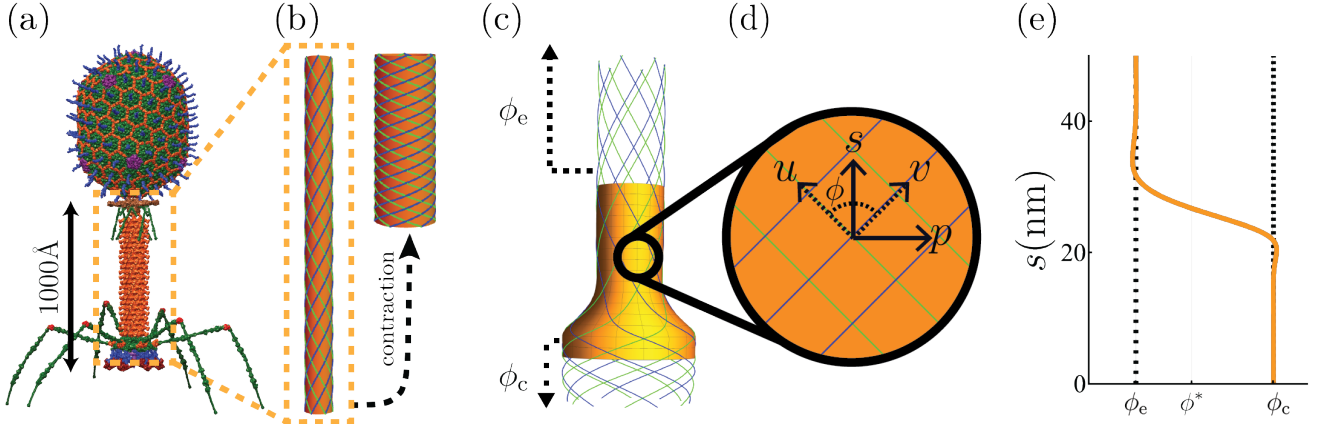 (a)
(b)
(c)
(d)
(e)
1000Å
contraction
ϕe
ϕc
s
u
ϕ
v
p
s(nm)
40
20
0
ϕe
ϕ*
ϕc